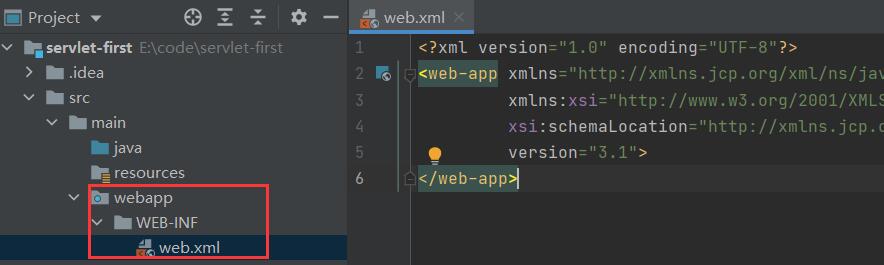 Project
servlet-first E:\code\servlet-first
.idea
src
main
java
resources
webapp
WEB-INF
web.xml
web.xml
1 <?xml version="1.0" encoding="UTF-8"?>
2 <web-app xmlns="http://xmlns.jcp.org/xml/ns/jav
3 xmlns:xsi="http://www.w3.org/2001/XMLS
4 xsi:schemaLocation="http://xmlns.jcp.o
5 version="3.1">
6 </web-app>